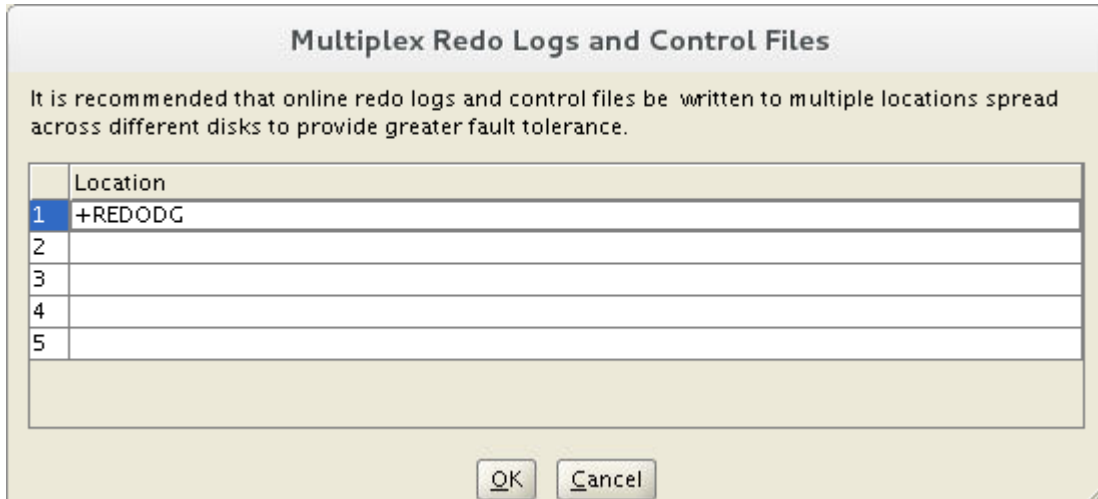 Multiplex Redo Logs and Control Files
It is recommended that online redo logs and control files be written to multiple locations spread
across different disks to provide greater fault tolerance.
Location
1 +REDODG
2
3
4
5
OK Cancel